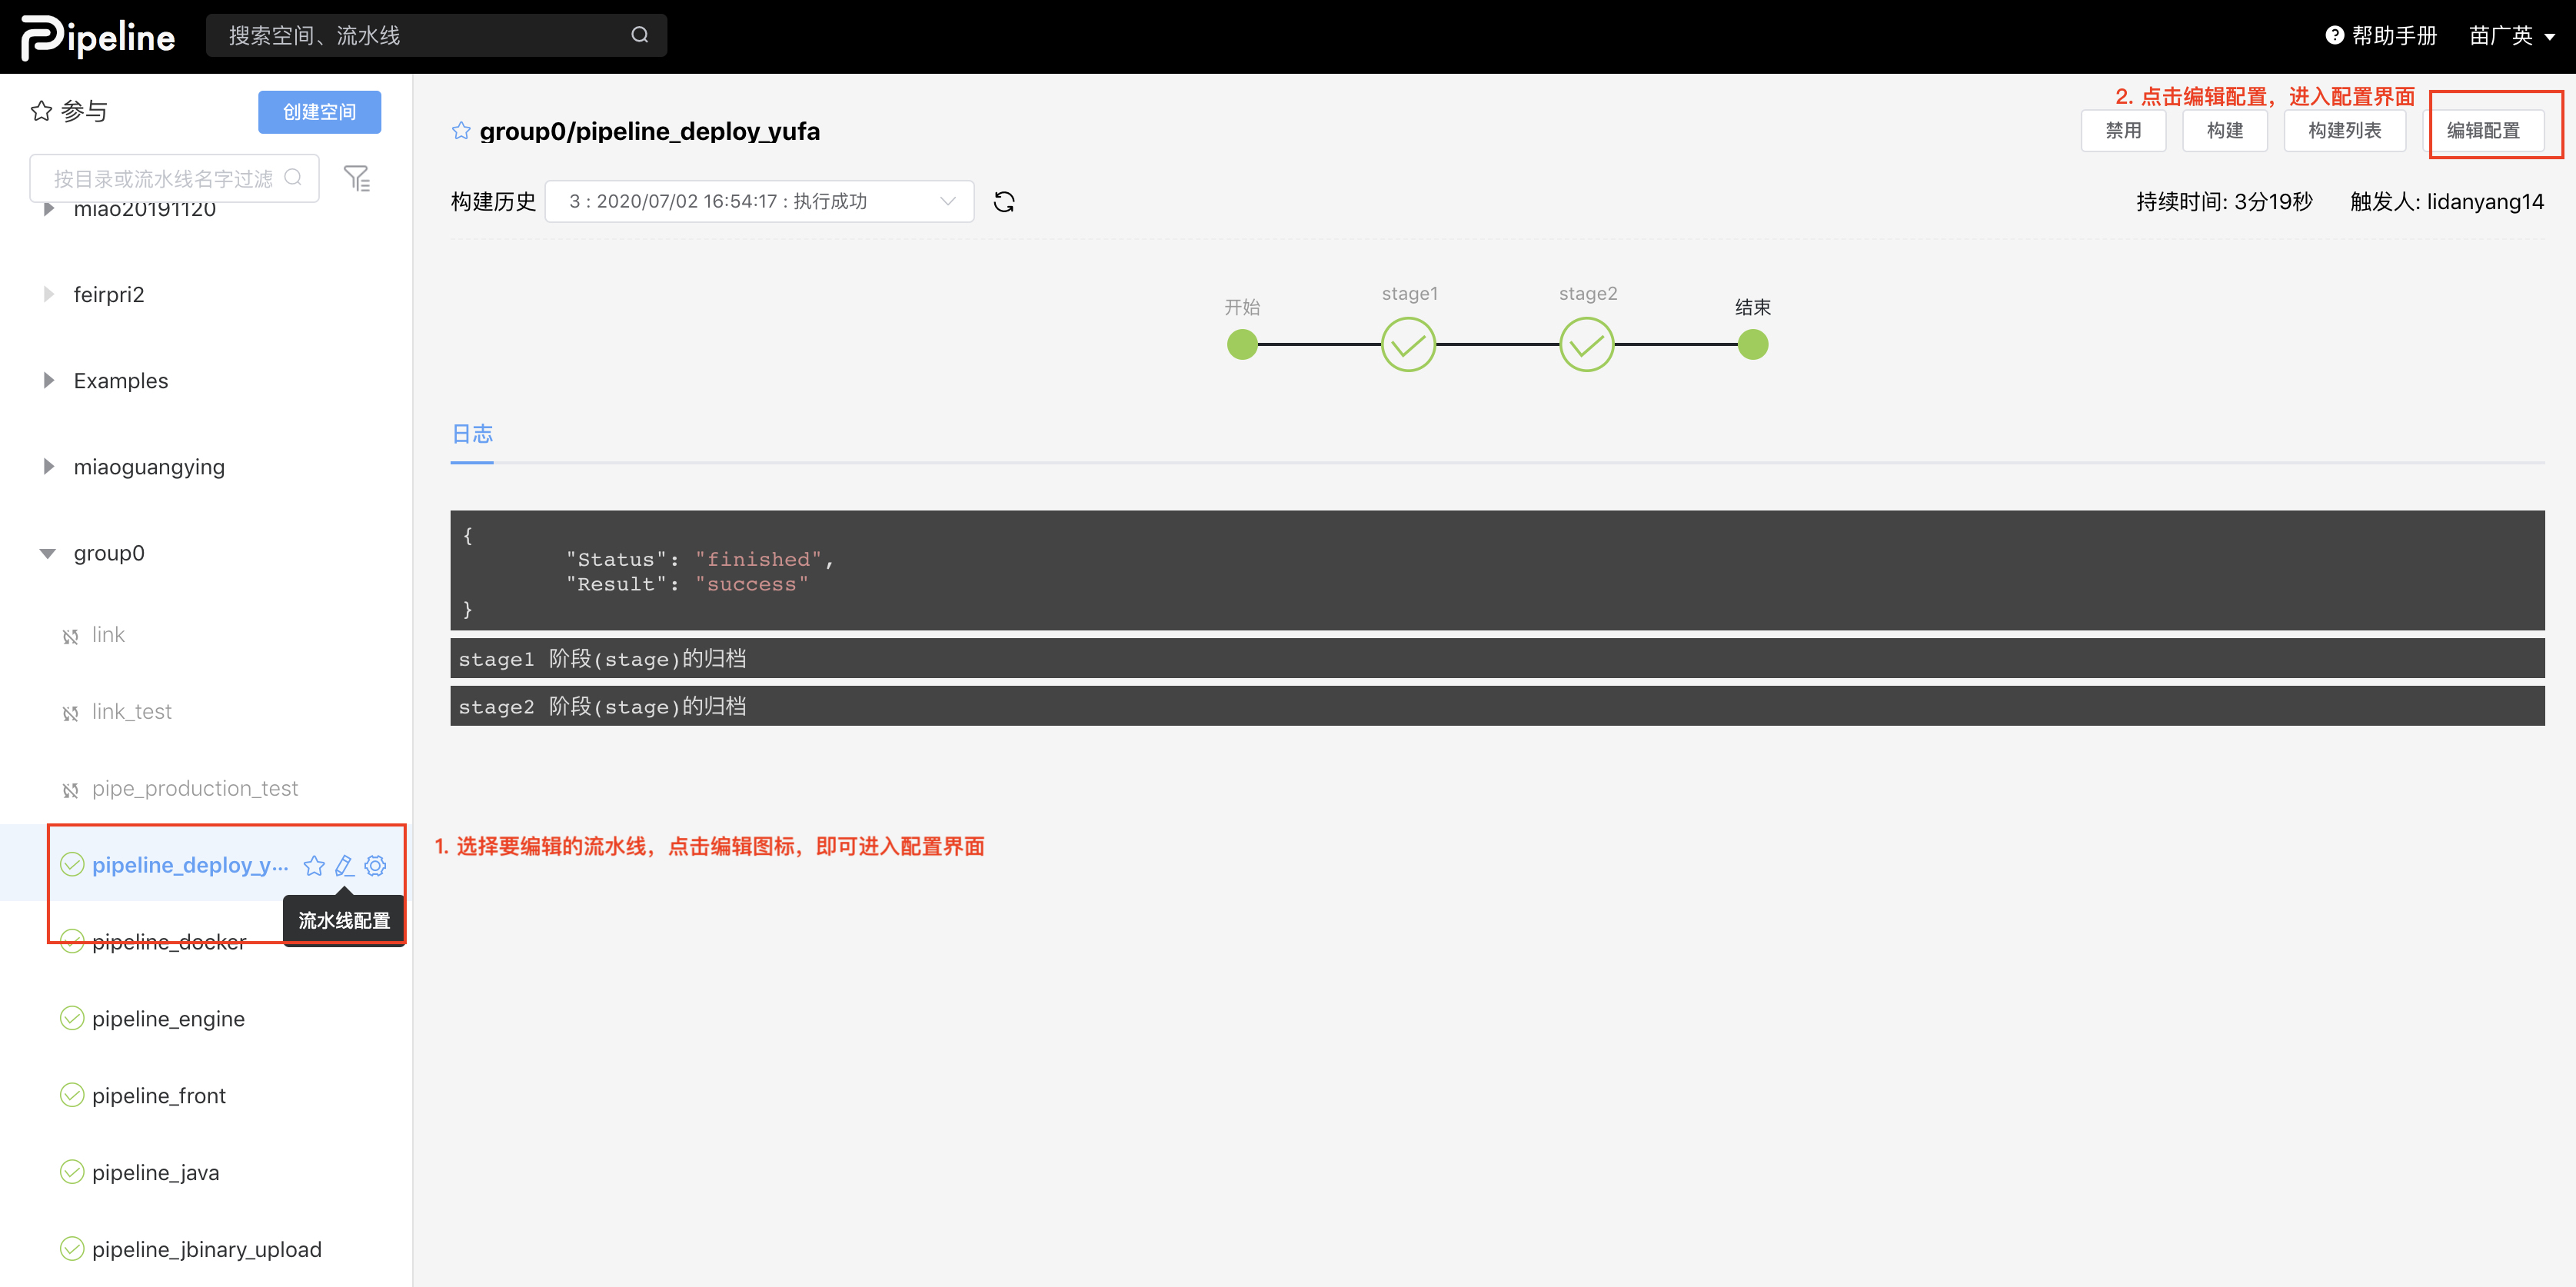 Pipeline
搜索空间、流水线
帮助手册
苗广英
参与
创建空间
按目录或流水线名字过滤
miao20191120
feirpri2
Examples
miaoguangying
group0
link
link_test
pipe_production_test
pipeline_deploy_y...
流水线配置
pipeline_docker
pipeline_engine
pipeline_front
pipeline_java
pipeline_jbinary_upload
2. 点击编辑配置，进入配置界面
group0/pipeline_deploy_yufa
禁用
构建
构建列表
编辑配置
构建历史
3 : 2020/07/02 16:54:17 : 执行成功
持续时间: 3分19秒
触发人: lidanyang14
开始
stage1
stage2
结束
日志
{
"Status": "finished",
"Result": "success"
}
stage1 阶段(stage)的归档
stage2 阶段(stage)的归档
1. 选择要编辑的流水线，点击编辑图标，即可进入配置界面